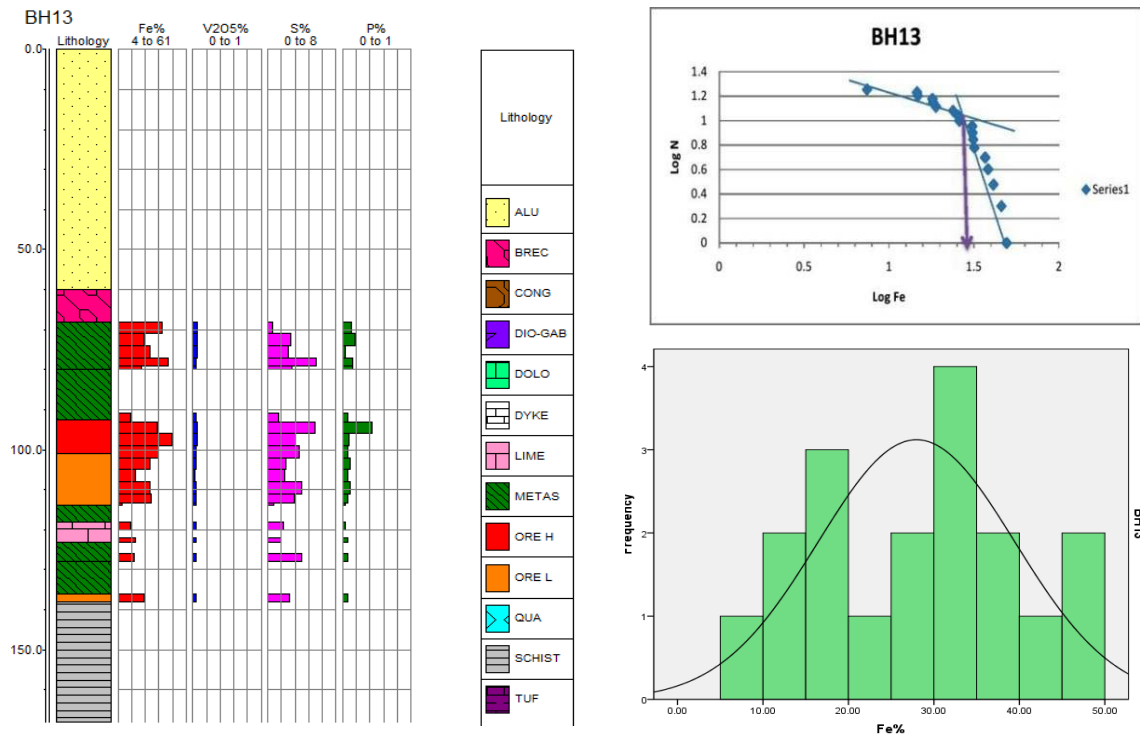 BH13
Lithology
Fe%
4 to 61
V2O5%
0 to 1
S%
0 to 8
P%
0 to 1
0.0
50.0
100.0
150.0
Lithology
ALU
BREC
CONG
DIO-GAB
DOLO
DYKE
LIME
METAS
ORE H
ORE L
QUA
SCHIST
TUF
BH13
Log N
1.4
1.2
1
0.8
0.6
0.4
0.2
0
0 0.5 1 1.5 2
Log Fe
Series1
Frequency
4
3
2
1
0
.00 10.00 20.00 30.00 40.00 50.00
Fe%
BH13